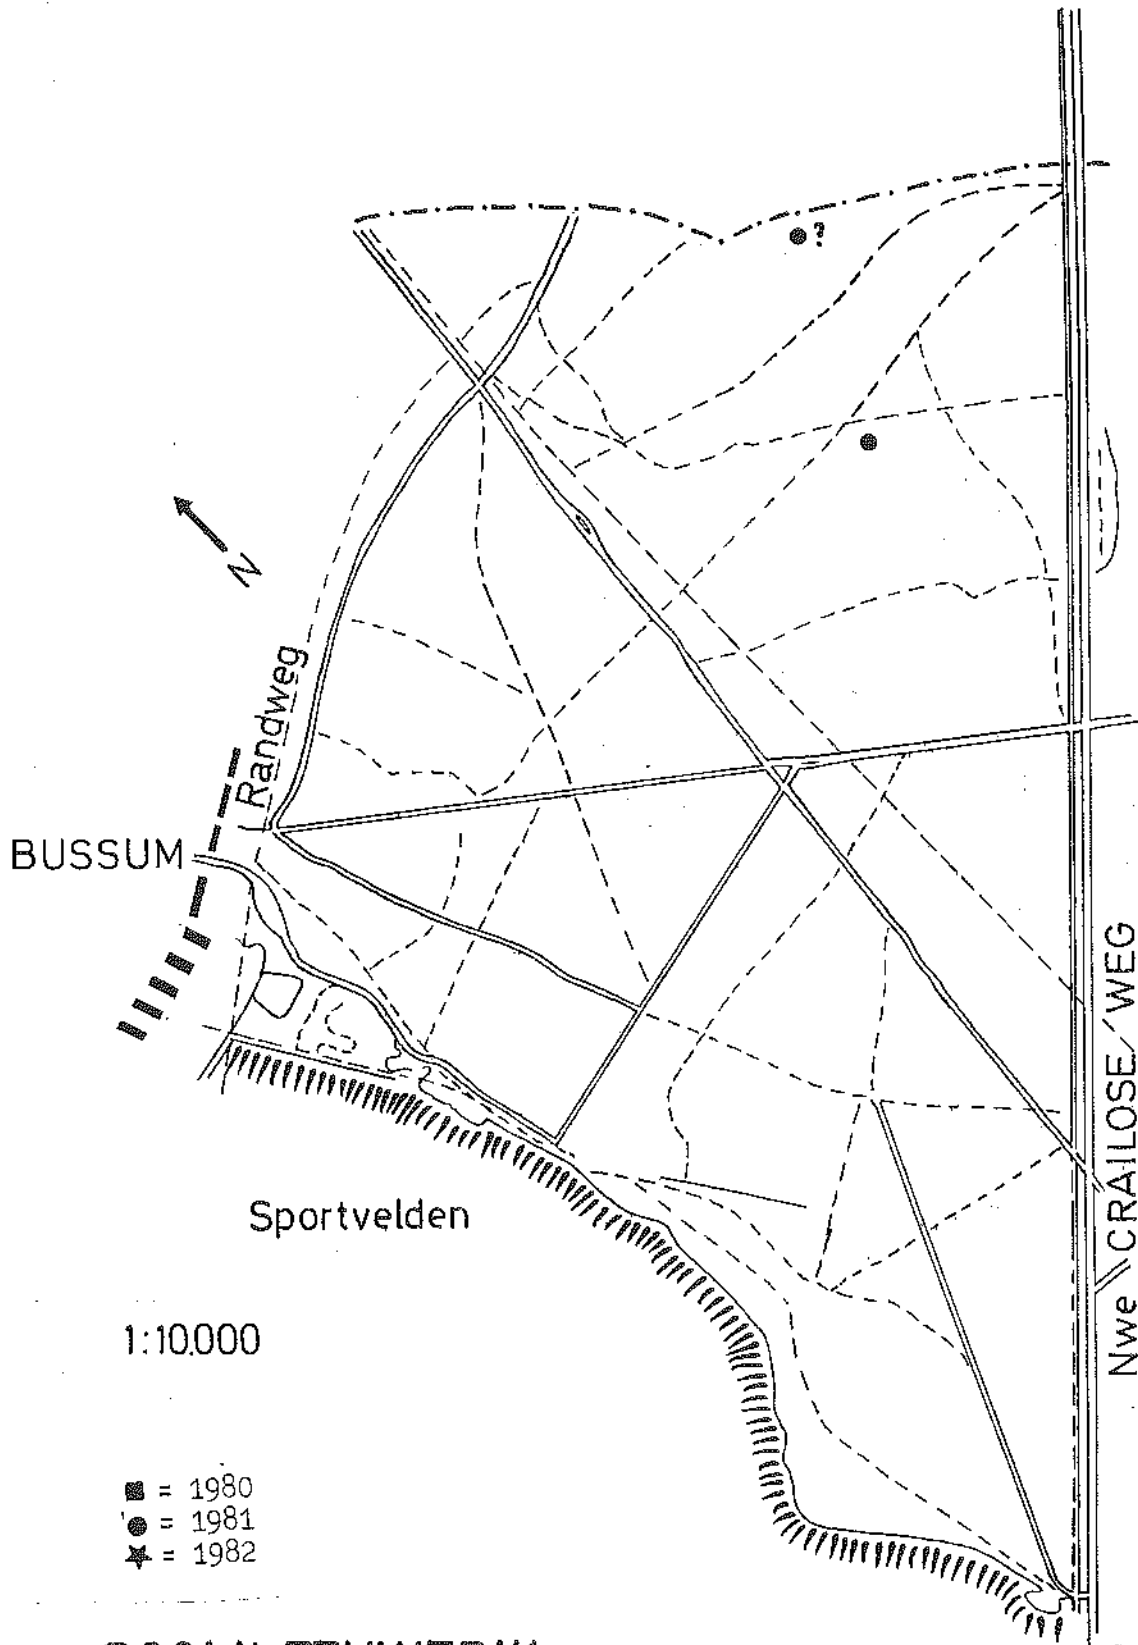 ?
N
Randweg
BUSSUM
Nwe CRAILOSE/WEG
Sportvelden
1:10.000
■ = 1980
● = 1981
★ = 1982